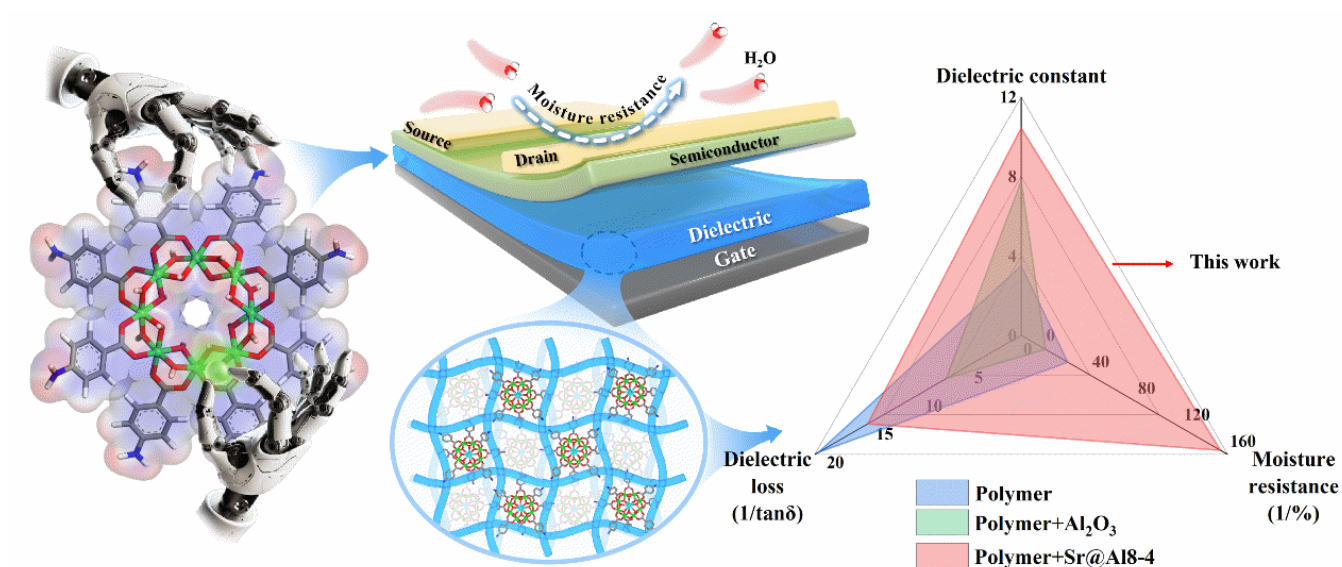 H₂O
Moisture resistance
Source
Drain
Semiconductor
Dielectric
Gate
Dielectric constant
12
8
4
0
0
0
This work
5
10
15
20
40
80
120
160
Dielectric
loss
(1/tanδ)
Moisture
resistance
(1/%)
Polymer
Polymer+Al₂O₃
Polymer+Sr@Al8-4